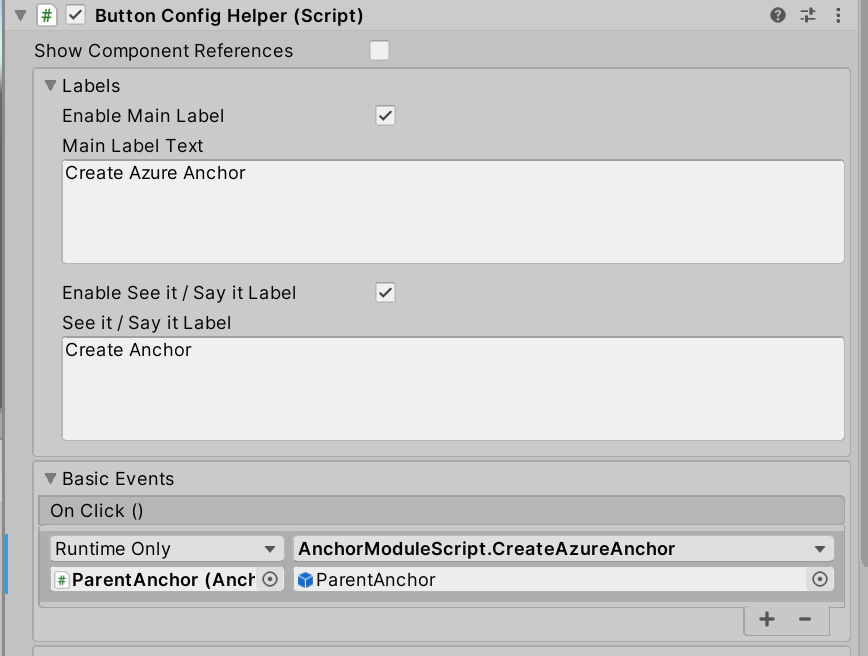 Button Config Helper (Script)
Show Component References
Labels
Enable Main Label
Main Label Text
Create Azure Anchor
Enable See it / Say it Label
See it / Say it Label
Create Anchor
Basic Events
On Click ()
Runtime Only AnchorModuleScript.CreateAzureAnchor
ParentAnchor (Anch ParentAnchor